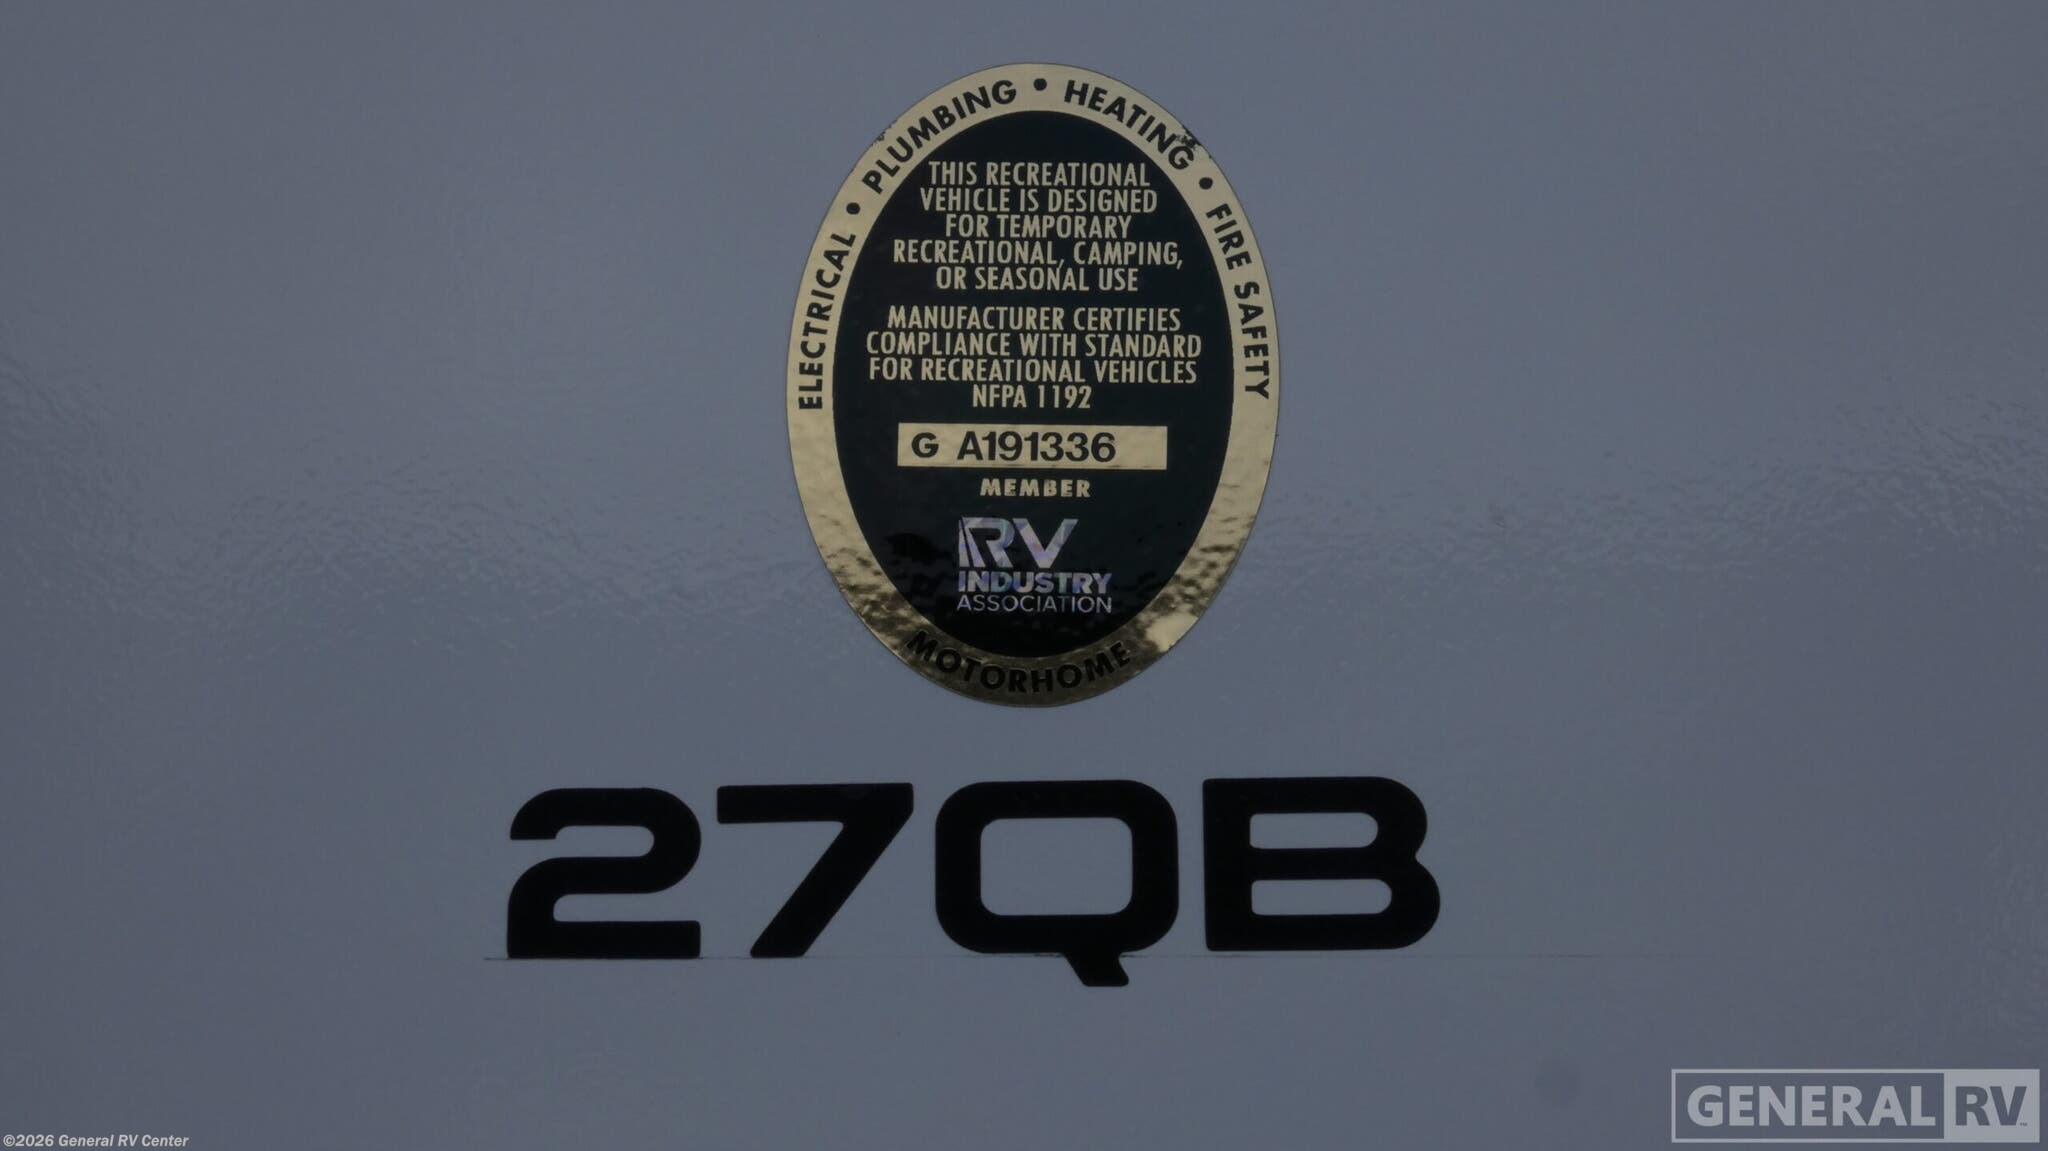 ELECTRICAL • PLUMBING • HEATING • FIRE SAFETY
THIS RECREATIONAL
VEHICLE IS DESIGNED
FOR TEMPORARY
RECREATIONAL, CAMPING,
OR SEASONAL USE
MANUFACTURER CERTIFIES
COMPLIANCE WITH STANDARD
FOR RECREATIONAL VEHICLES
NFPA 1192
G A191336
MEMBER
RV
INDUSTRY
ASSOCIATION
MOTORHOME
27QB
GENERAL RV™
©2026 General RV Center